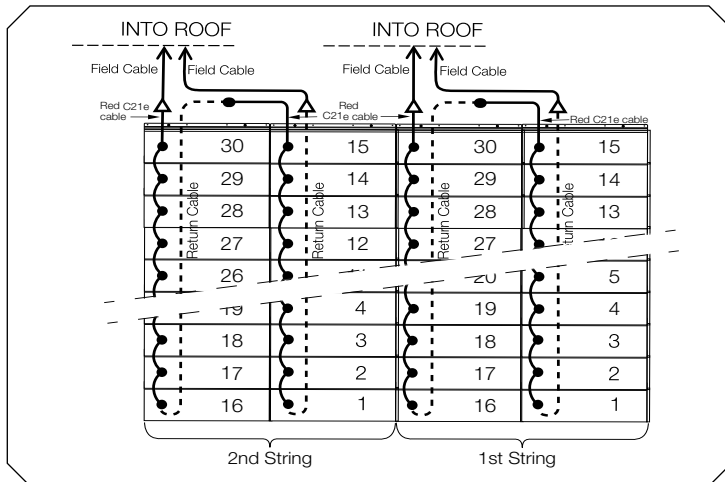 INTO ROOF
INTO ROOF
Field Cable
Field Cable
Field Cable
Field Cable
Red C21e
cable
Red
C21e cable
Red C21e cable
30
15
30
15
29
14
29
14
28
13
28
13
27
12
27
26
20
5
19
4
19
4
18
3
18
3
17
2
17
2
16
1
16
1
Return Cable
Return Cable
Return Cable
turn Cable
2nd String
1st String